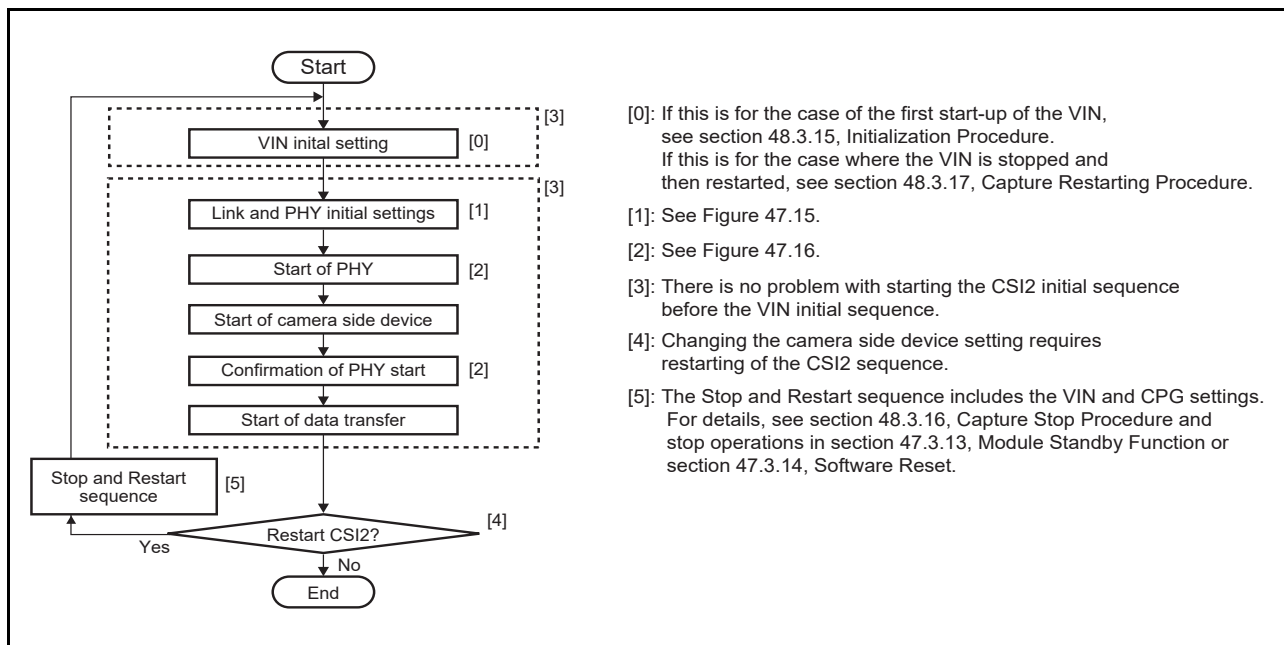 Start
[3]
VIN inital setting
[0]
[3]
Link and PHY initial settings
[1]
Start of PHY
[2]
Start of camera side device
Confirmation of PHY start
[2]
Start of data transfer
Stop and Restart
sequence
[5]
[4]
Restart CSI2?
Yes
No
End
[0]: If this is for the case of the first start-up of the VIN,
see section 48.3.15, Initialization Procedure.
If this is for the case where the VIN is stopped and
then restarted, see section 48.3.17, Capture Restarting Procedure.
[1]: See Figure 47.15.
[2]: See Figure 47.16.
[3]: There is no problem with starting the CSI2 initial sequence
before the VIN initial sequence.
[4]: Changing the camera side device setting requires
restarting of the CSI2 sequence.
[5]: The Stop and Restart sequence includes the VIN and CPG settings.
For details, see section 48.3.16, Capture Stop Procedure and
stop operations in section 47.3.13, Module Standby Function or
section 47.3.14, Software Reset.